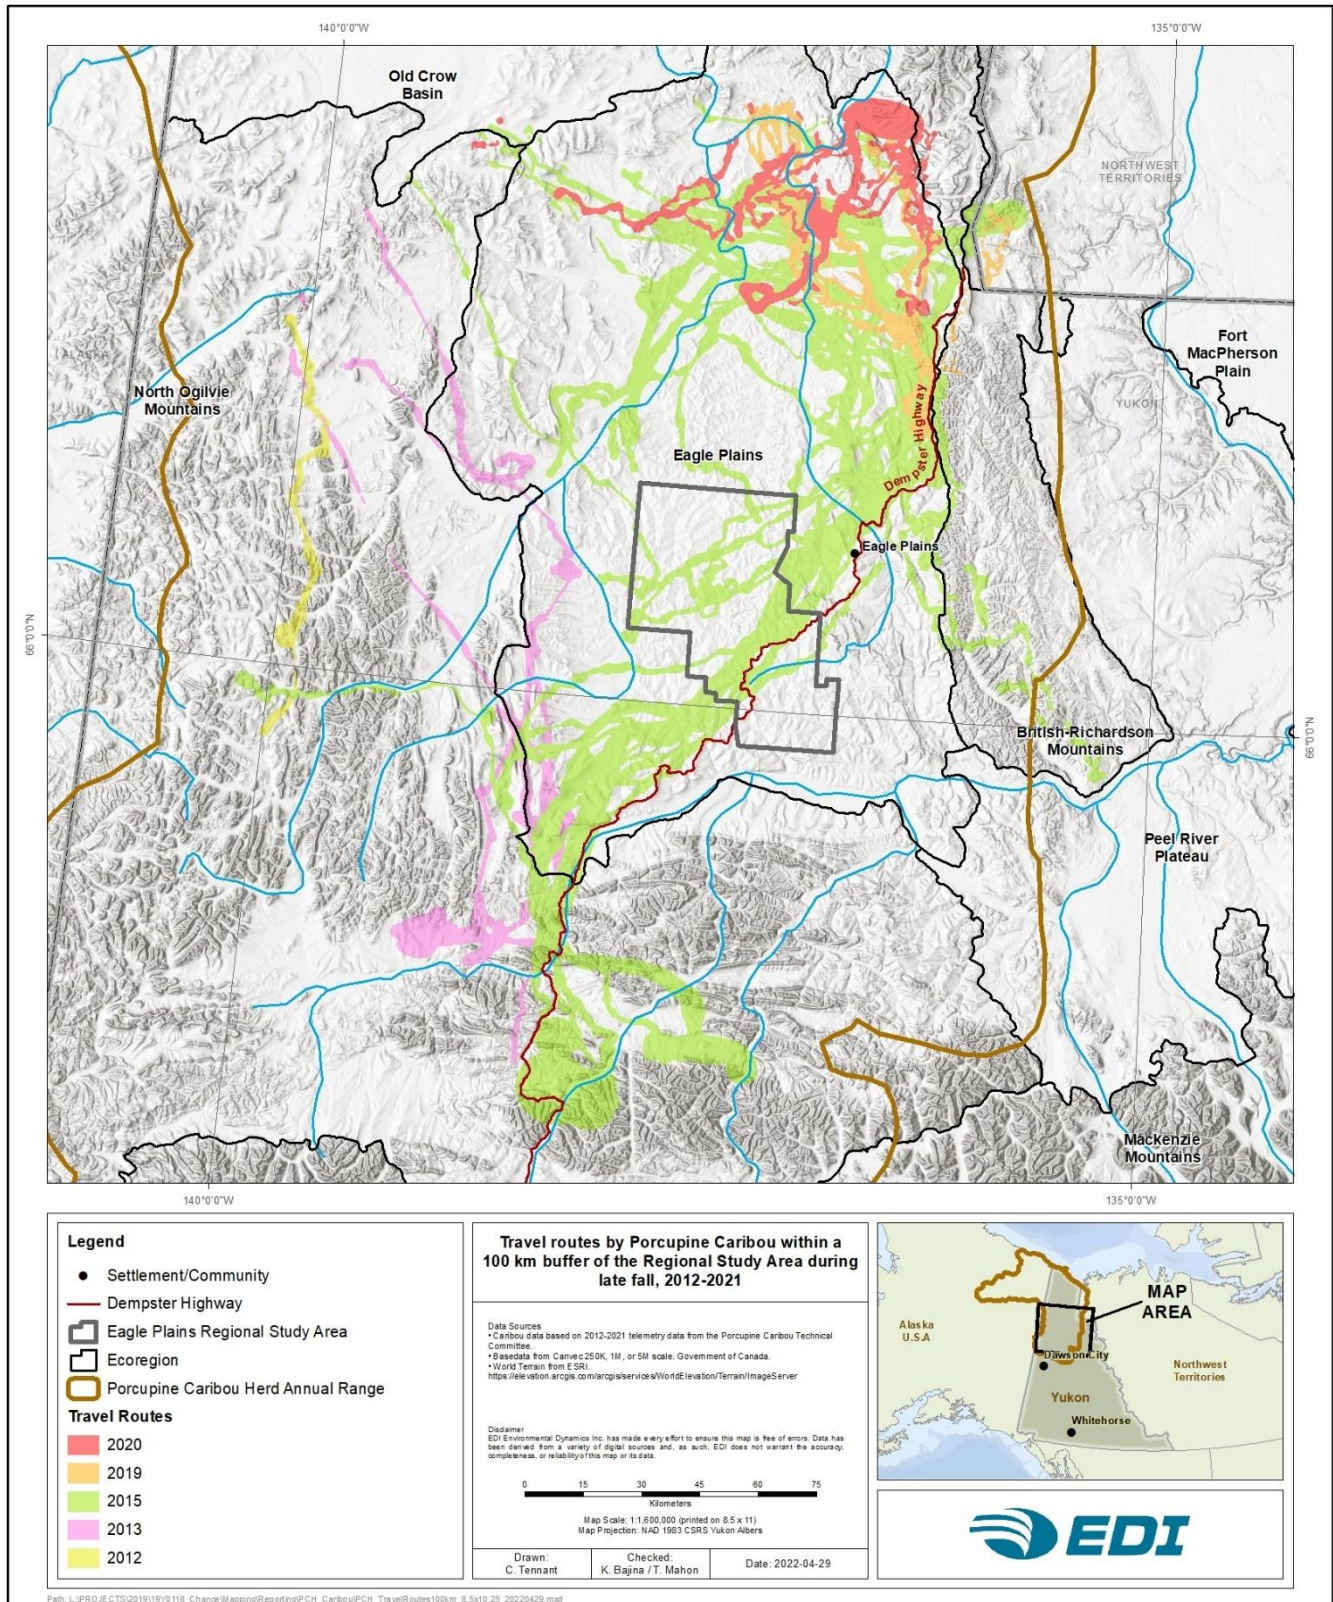 140°0'0"W
135°0'0"W
Old Crow
Basin
NORTHWEST
TERRITORIES
ALASKA
North Ogilvie
Mountains
Fort
MacPherson
Plain
YUKON
Dempster Highway
Eagle Plains
Eagle Plains
66°0'0"N
66°0'0"N
British-Richardson
Mountains
Peel River
Plateau
Mackenzie
Mountains
140°0'0"W
135°0'0"W
Legend
Settlement/Community
Dempster Highway
Eagle Plains Regional Study Area
Ecoregion
Porcupine Caribou Herd Annual Range
Travel Routes
2020
2019
2015
2013
2012
Travel routes by Porcupine Caribou within a
100 km buffer of the Regional Study Area during
late fall, 2012-2021
Data Sources
• Caribou data based on 2012-2021 telemetry data from the Porcupine Caribou Technical
Committee.
• Basedata from Canvec 250K, 1M, or 5M scale. Government of Canada.
• World Terrain from ESRI.
https://elevation.arcgis.com/arcgis/services/WorldElevation/Terrain/ImageServer
Disclaimer
EDI Environmental Dynamics Inc. has made every effort to ensure this map is free of errors. Data has
been derived from a variety of digital sources and, as such, EDI does not warrant the accuracy,
completeness, or reliability of this map or its data.
0 15 30 45 60 75
Kilometers
Map Scale: 1:1,600,000 (printed on 8.5 x 11)
Map Projection: NAD 1983 CSRS Yukon Albers
Drawn:
C. Tennant
Checked:
K. Bajina / T. Mahon
Date: 2022-04-29
MAP
AREA
Alaska
U.S.A
Dawson City
Northwest
Territories
Yukon
Whitehorse
EDI
Path: L:\PROJECTS\2019\19Y0118_Chance\Mapping\Reporting\PCH_Caribou\PCH_TravelRoutes100km_8.5x10.25_20220429.mxd